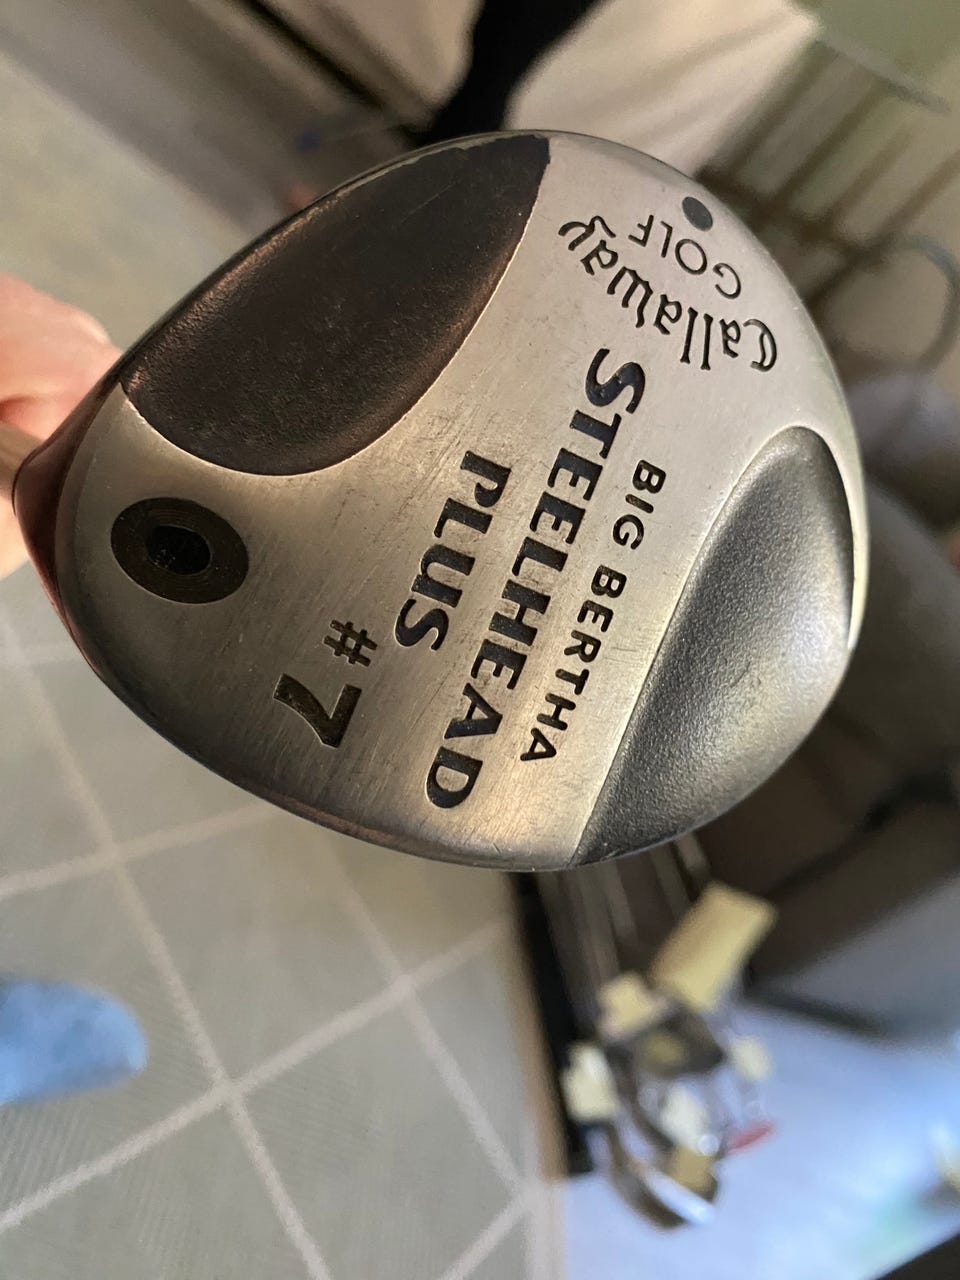 Callaway
GOLF
BIG BERTHA
STEELHEAD
PLUS
#7